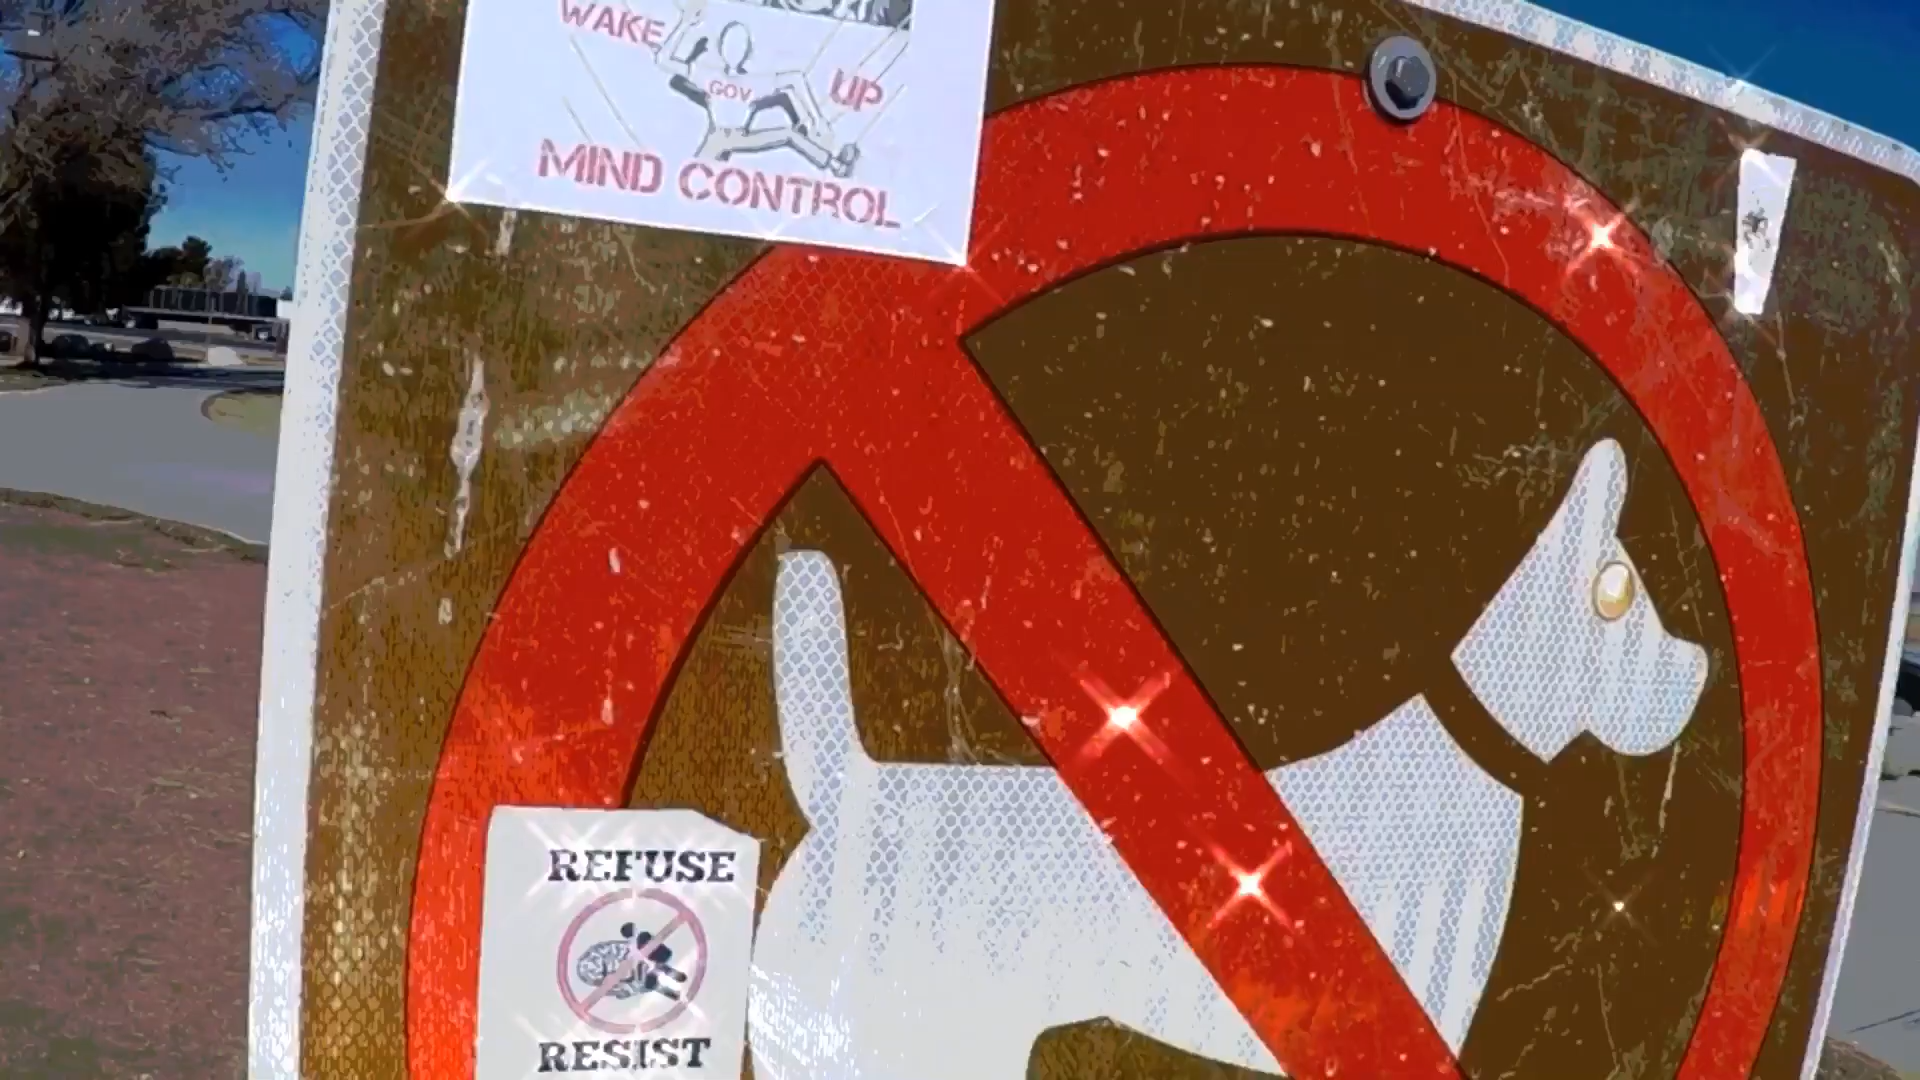 WAKE
UP
GOV
MIND CONTROL
REFUSE
RESIST